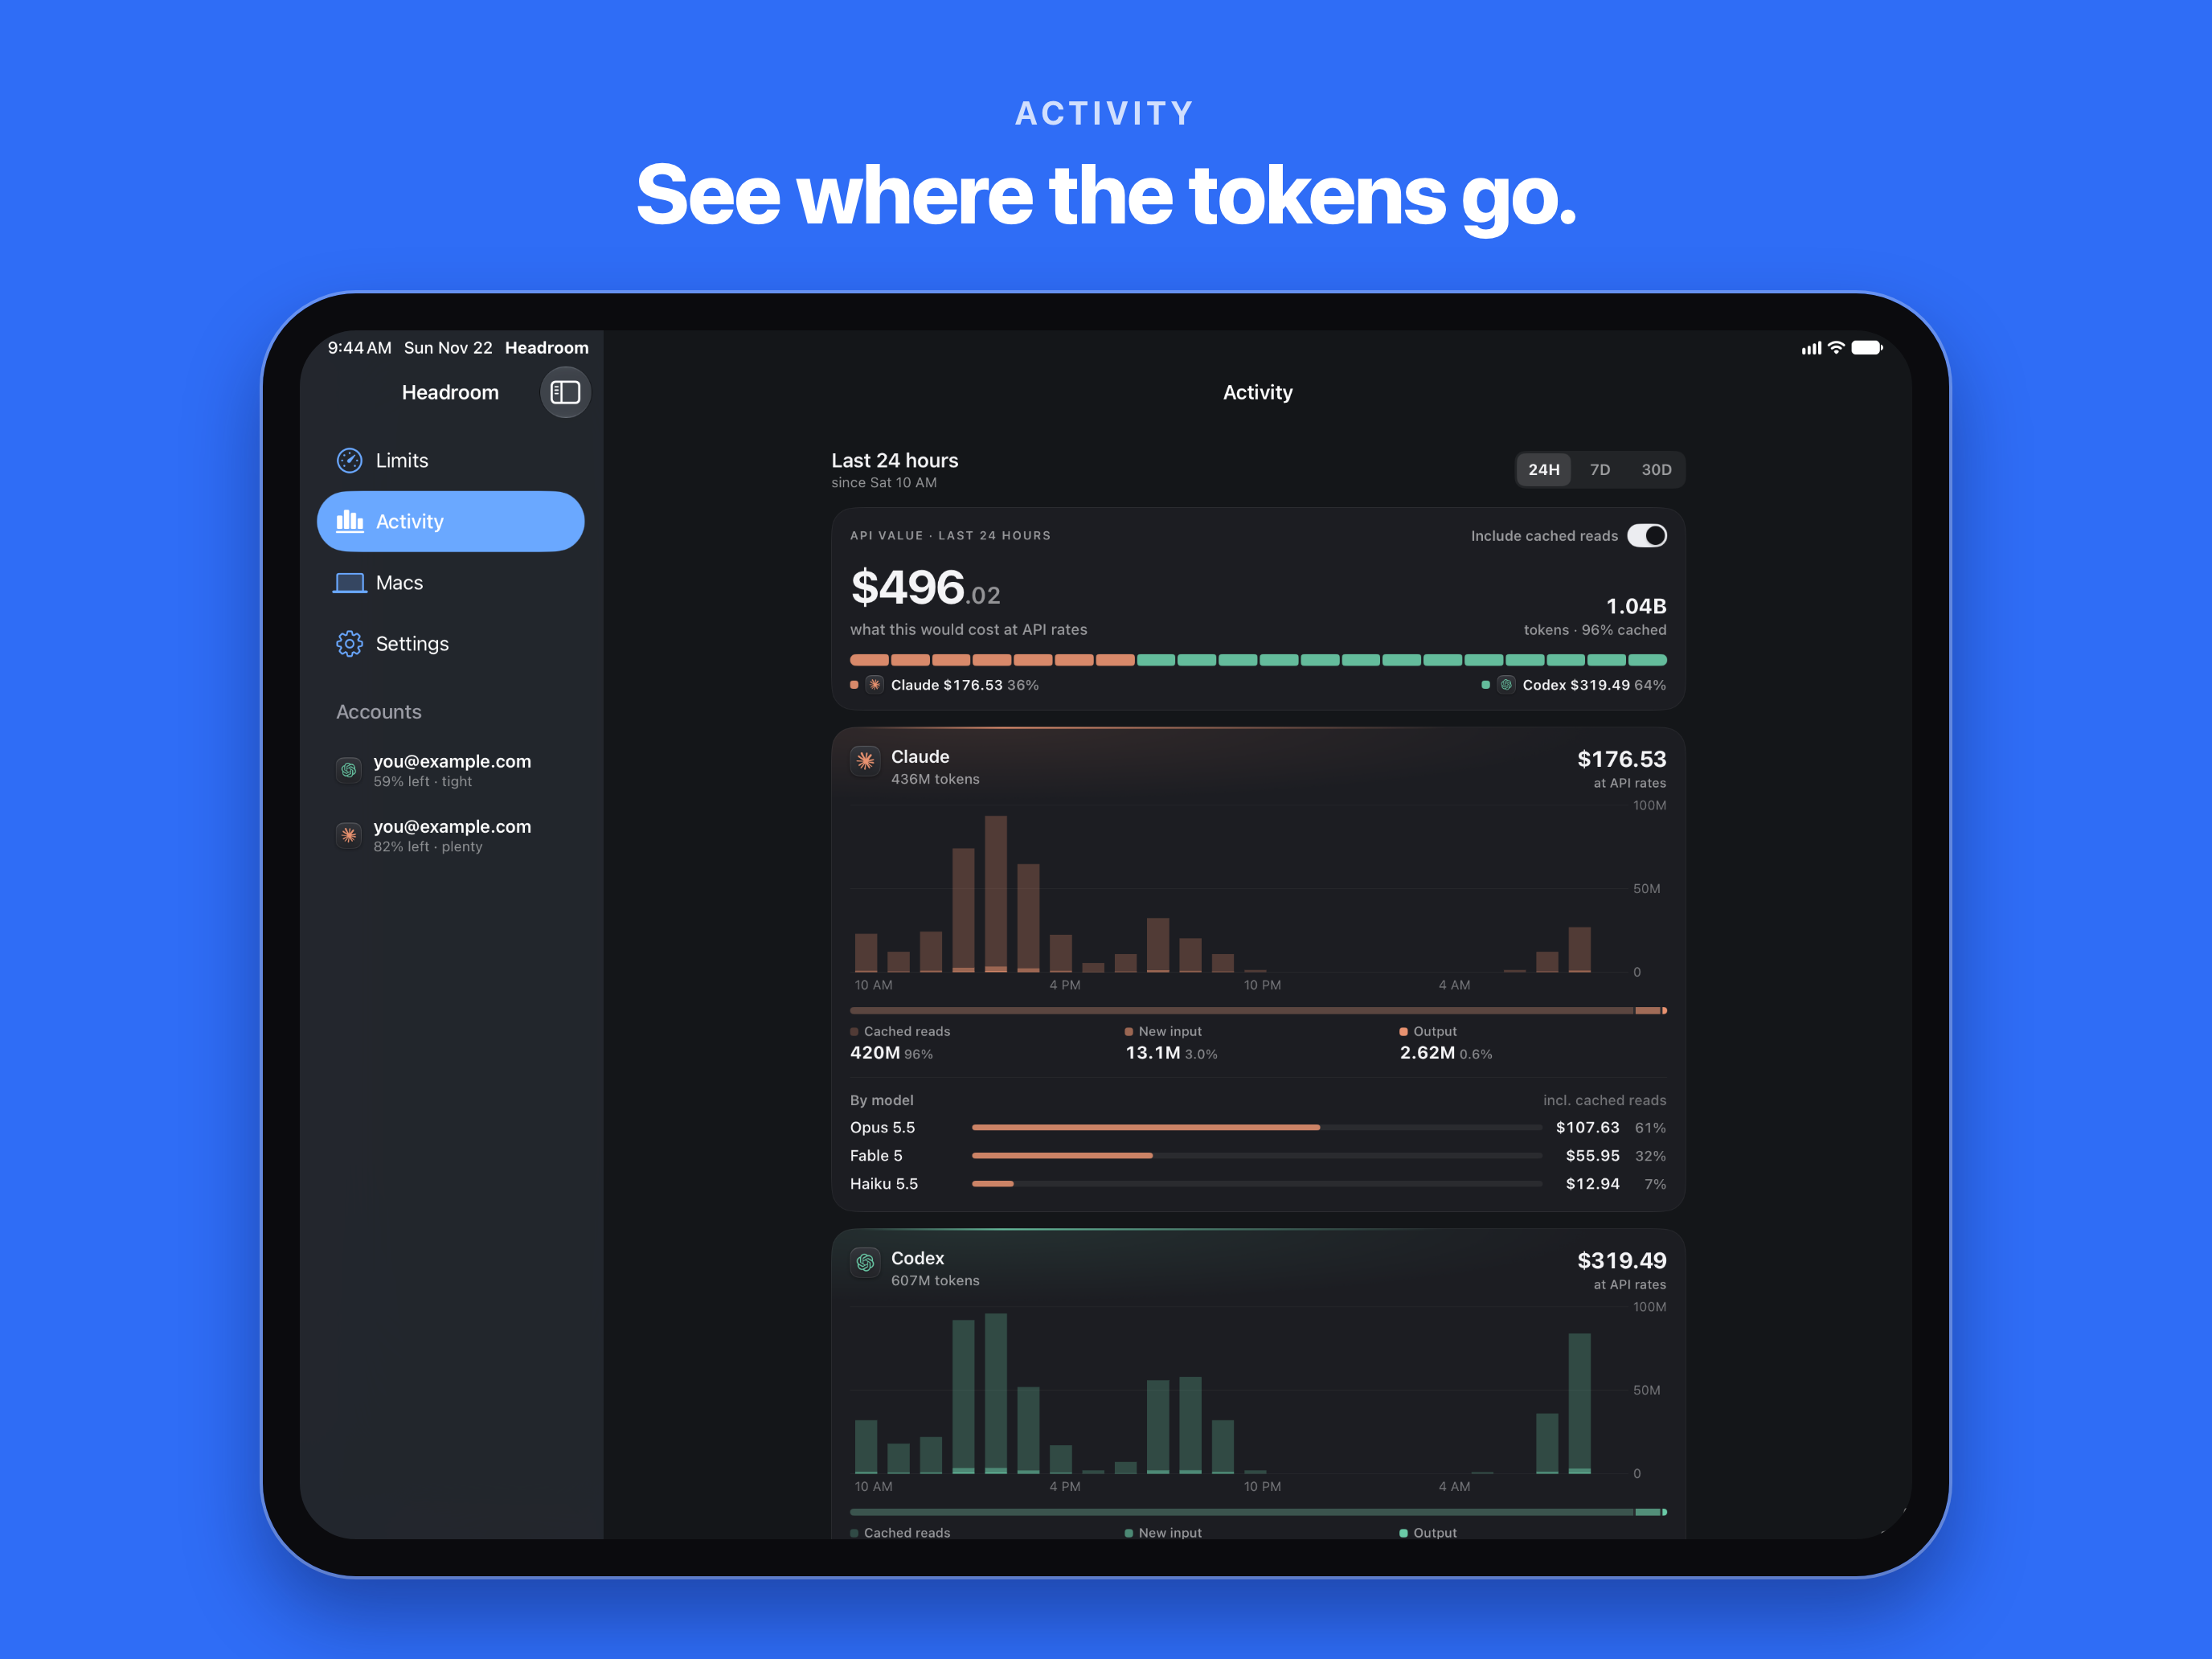 ACTIVITY
See where the tokens go.
9:44 AM Sun Nov 22 Headroom
Headroom
Limits
Activity
Macs
Settings
Accounts
you@example.com
59% left · tight
you@example.com
82% left · plenty
Activity
Last 24 hours
since Sat 10 AM
24H 7D 30D
API VALUE · LAST 24 HOURS
Include cached reads
$496.02
what this would cost at API rates
1.04B
tokens · 96% cached
Claude $176.53 36%
Codex $319.49 64%
Claude
436M tokens
$176.53
at API rates
100M
50M
0
10 AM 4 PM 10 PM 4 AM
Cached reads
420M 96%
New input
13.1M 3.0%
Output
2.62M 0.6%
By model
incl. cached reads
Opus 5.5 $107.63 61%
Fable 5 $55.95 32%
Haiku 5.5 $12.94 7%
Codex
607M tokens
$319.49
at API rates
100M
50M
0
10 AM 4 PM 10 PM 4 AM
Cached reads
New input
Output